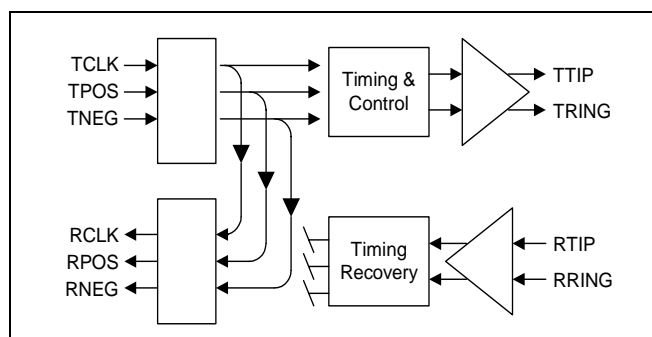 TCLK
TPOS
TNEG
Timing &
Control
TTIP
TRING
RCLK
RPOS
RNEG
Timing
Recovery
RTIP
RRING